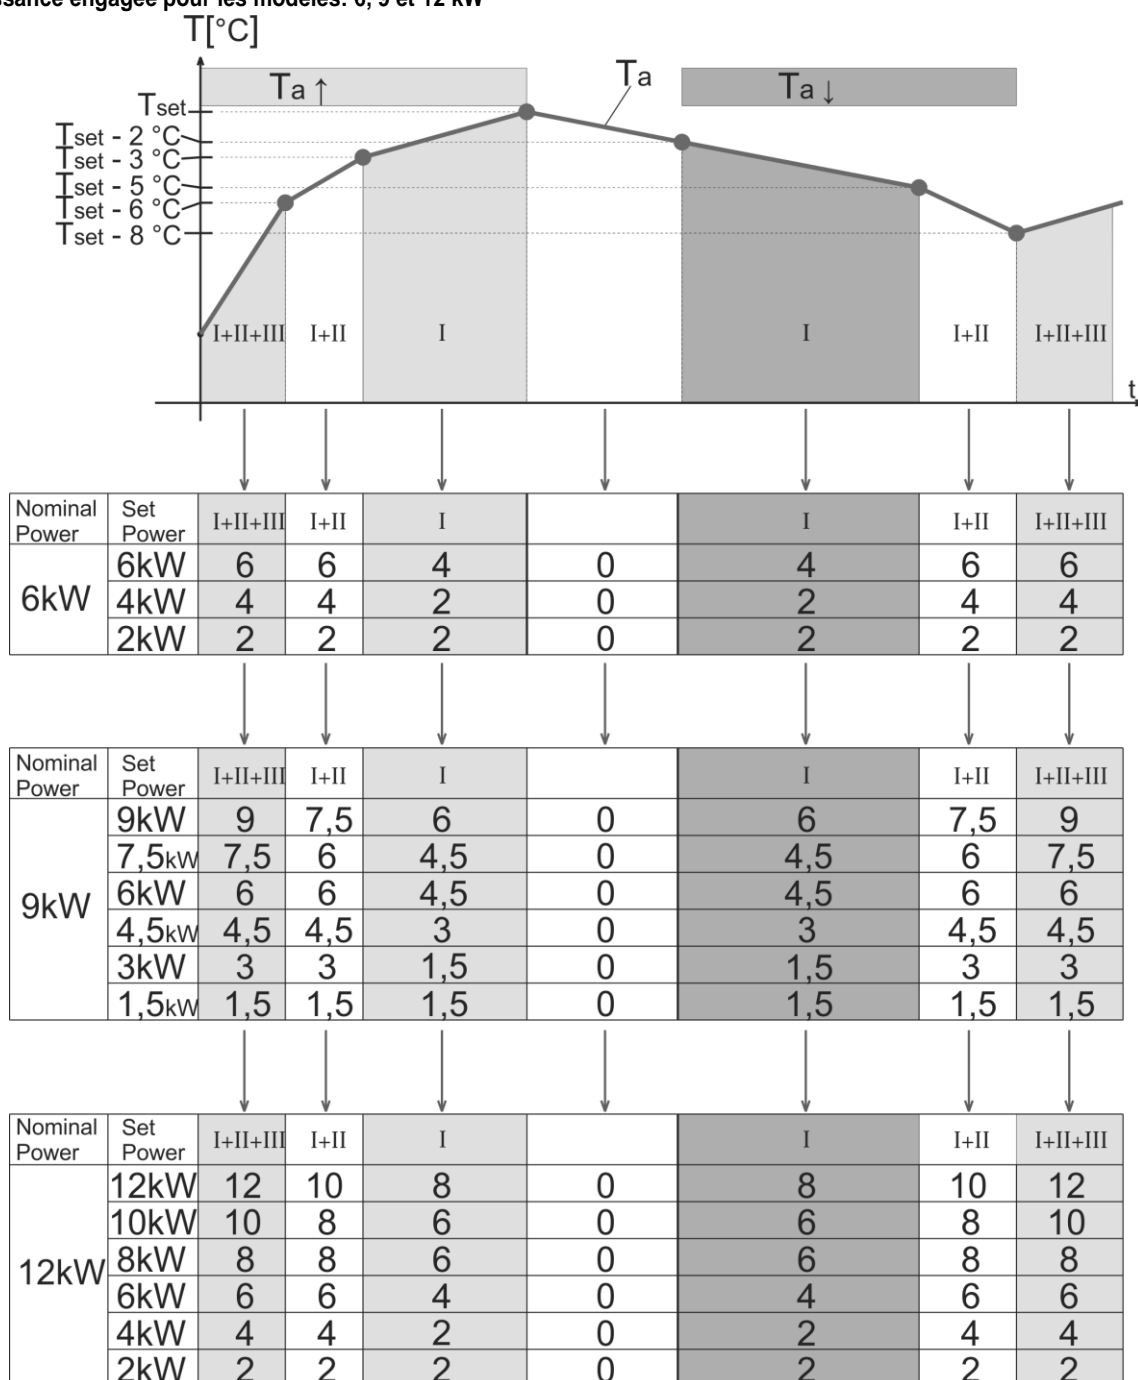 ssance engagée pour les modèles: 6, 9 et 12 kW
T[°C]
Ta ↑ Ta Ta ↓
Tset
Tset - 2 °C
Tset - 3 °C
Tset - 5 °C
Tset - 6 °C
Tset - 8 °C
I+II+III I+II I I I+II I+II+III
t
Nominal Power Set Power I+II+III I+II I I I+II I+II+III
6kW
6kW 6 6 4 0 4 6 6
4kW 4 4 2 0 2 4 4
2kW 2 2 2 0 2 2 2
Nominal Power Set Power I+II+III I+II I I I+II I+II+III
9kW
9kW 9 7,5 6 0 6 7,5 9
7,5kW 7,5 6 4,5 0 4,5 6 7,5
6kW 6 6 4,5 0 4,5 6 6
4,5kW 4,5 4,5 3 0 3 4,5 4,5
3kW 3 3 1,5 0 1,5 3 3
1,5kW 1,5 1,5 1,5 0 1,5 1,5 1,5
Nominal Power Set Power I+II+III I+II I I I+II I+II+III
12kW
12kW 12 10 8 0 8 10 12
10kW 10 8 6 0 6 8 10
8kW 8 8 6 0 6 8 8
6kW 6 6 4 0 4 6 6
4kW 4 4 2 0 2 4 4
2kW 2 2 2 0 2 2 2